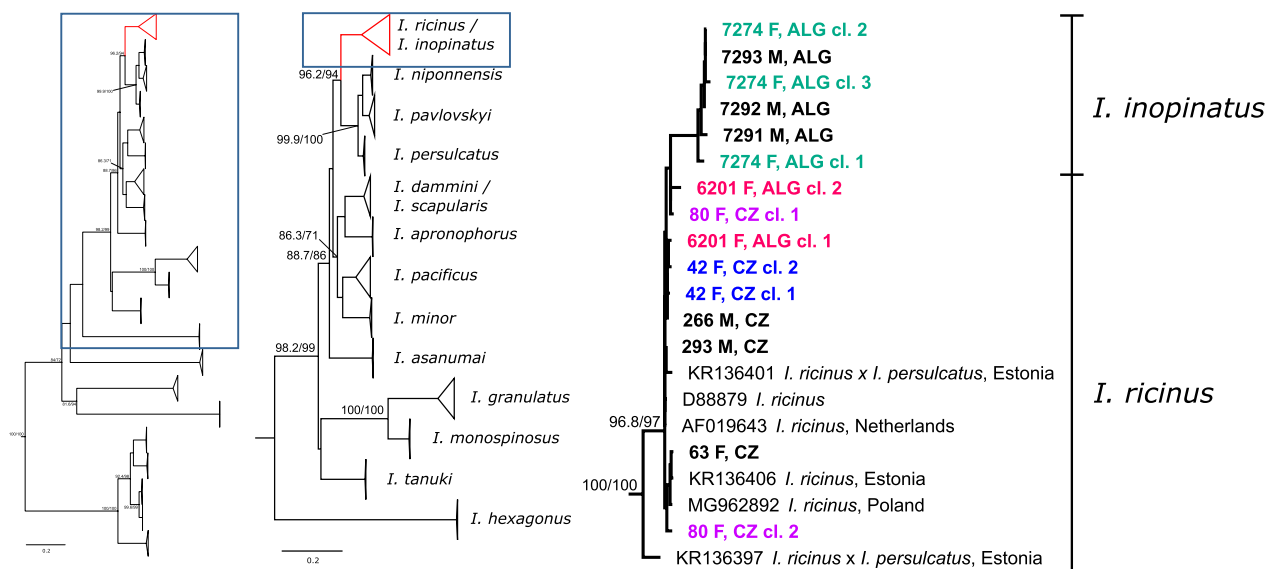 I. ricinus /
I. inopinatus
96.2/94
I. niponnensis
I. pavlovskyi
99.9/100
I. persulcatus
I. dammini /
I. scapularis
I. apronophorus
86.3/71
88.7/86
I. pacificus
I. minor
98.2/99
I. asanumai
I. granulatus
100/100
I. monospinosus
I. tanuki
I. hexagonus
0.2
0.2
7274 F, ALG cl. 2
7293 M, ALG
7274 F, ALG cl. 3
7292 M, ALG
7291 M, ALG
7274 F, ALG cl. 1
6201 F, ALG cl. 2
80 F, CZ cl. 1
6201 F, ALG cl. 1
42 F, CZ cl. 2
42 F, CZ cl. 1
266 M, CZ
293 M, CZ
KR136401 I. ricinus x I. persulcatus, Estonia
D88879 I. ricinus
AF019643 I. ricinus, Netherlands
96.8/97
63 F, CZ
KR136406 I. ricinus, Estonia
100/100
MG962892 I. ricinus, Poland
80 F, CZ cl. 2
KR136397 I. ricinus x I. persulcatus, Estonia
I. inopinatus
I. ricinus